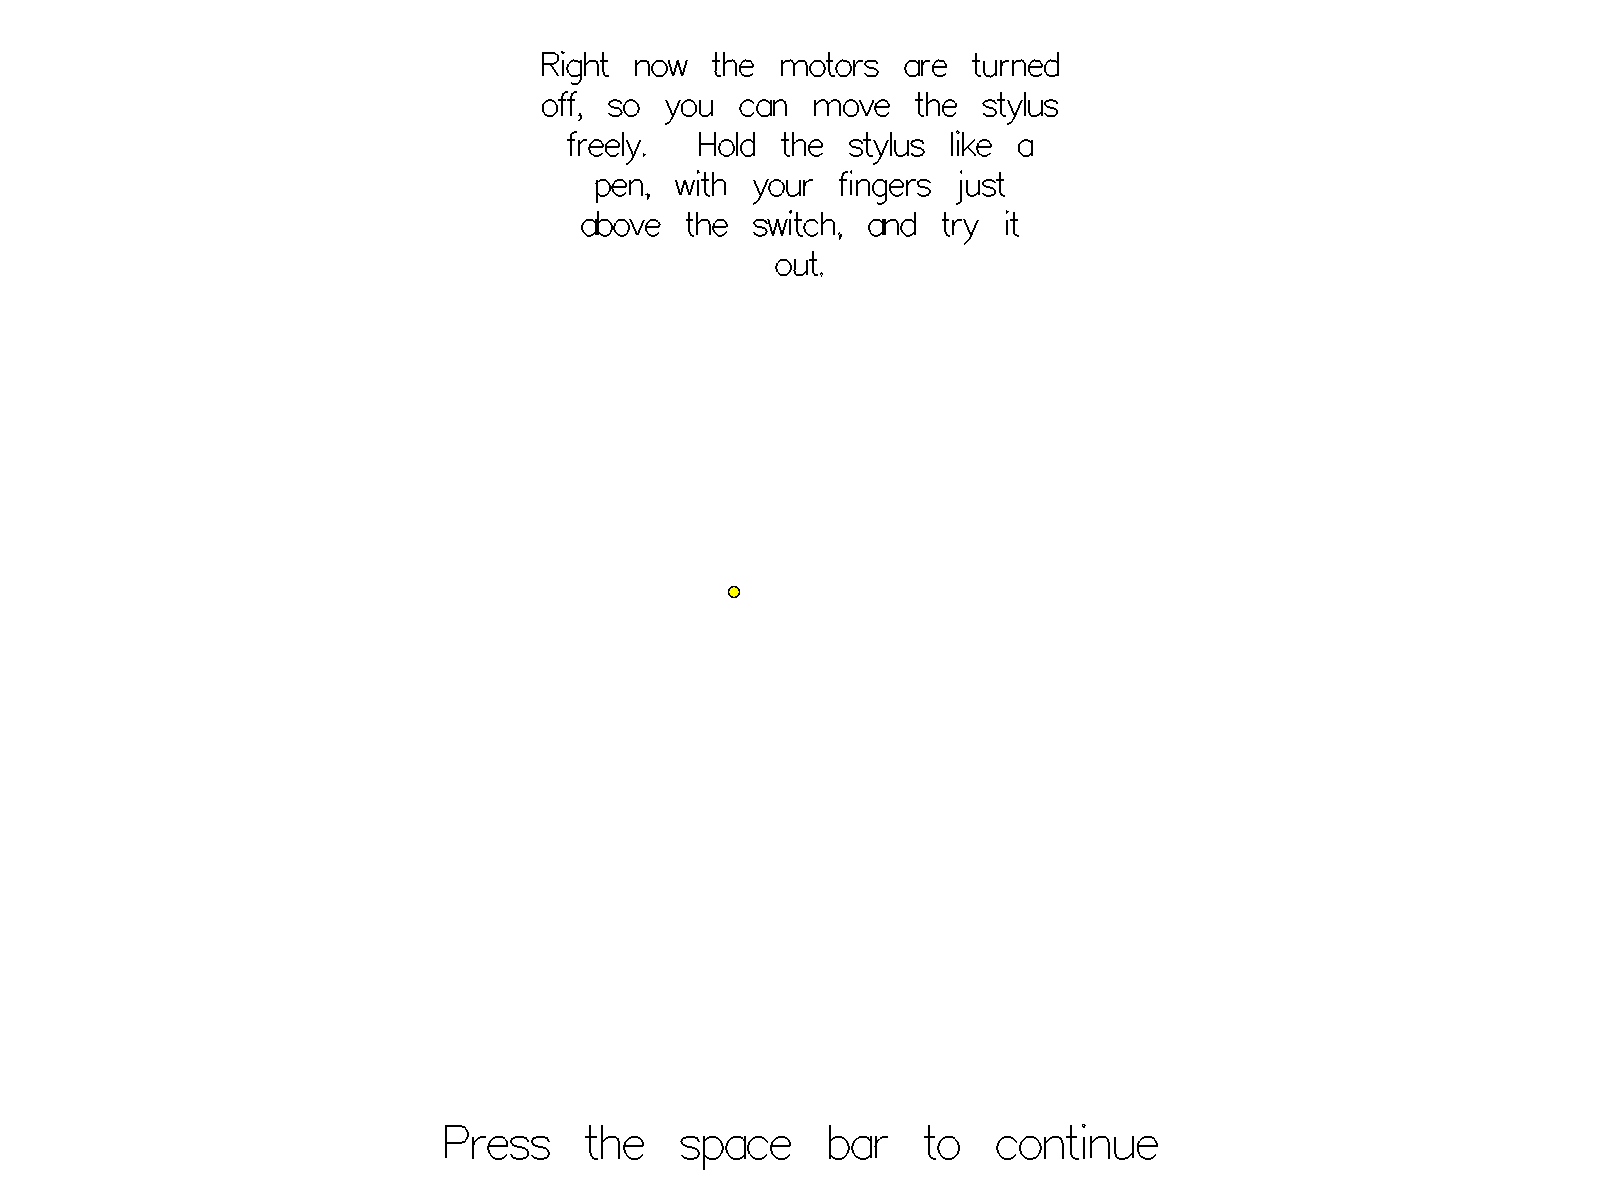 Right now the motors are turned
off, so you can move the stylus
freely. Hold the stylus like a
pen, with your fingers just
above the switch, and try it
out.
Press the space bar to continue